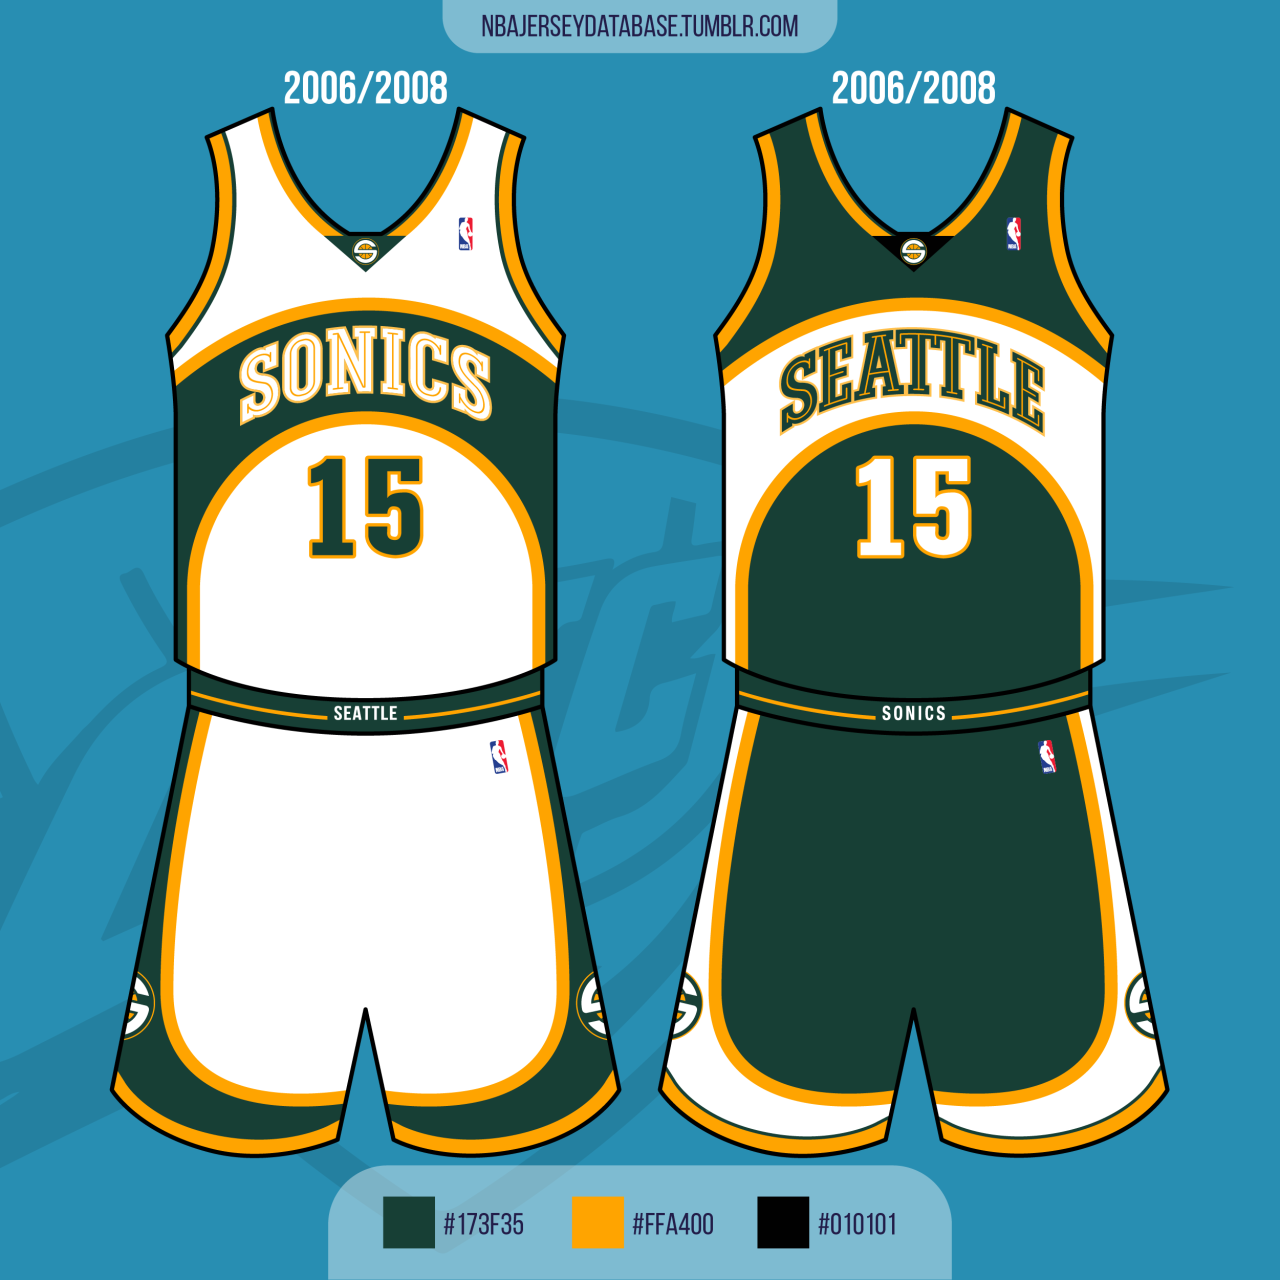 NBAJERSEYDATABASE.TUMBLR.COM
2006/2008
2006/2008
SONICS
15
SEATTLE
SEATTLE
15
SONICS
#173F35
#FFA400
#010101